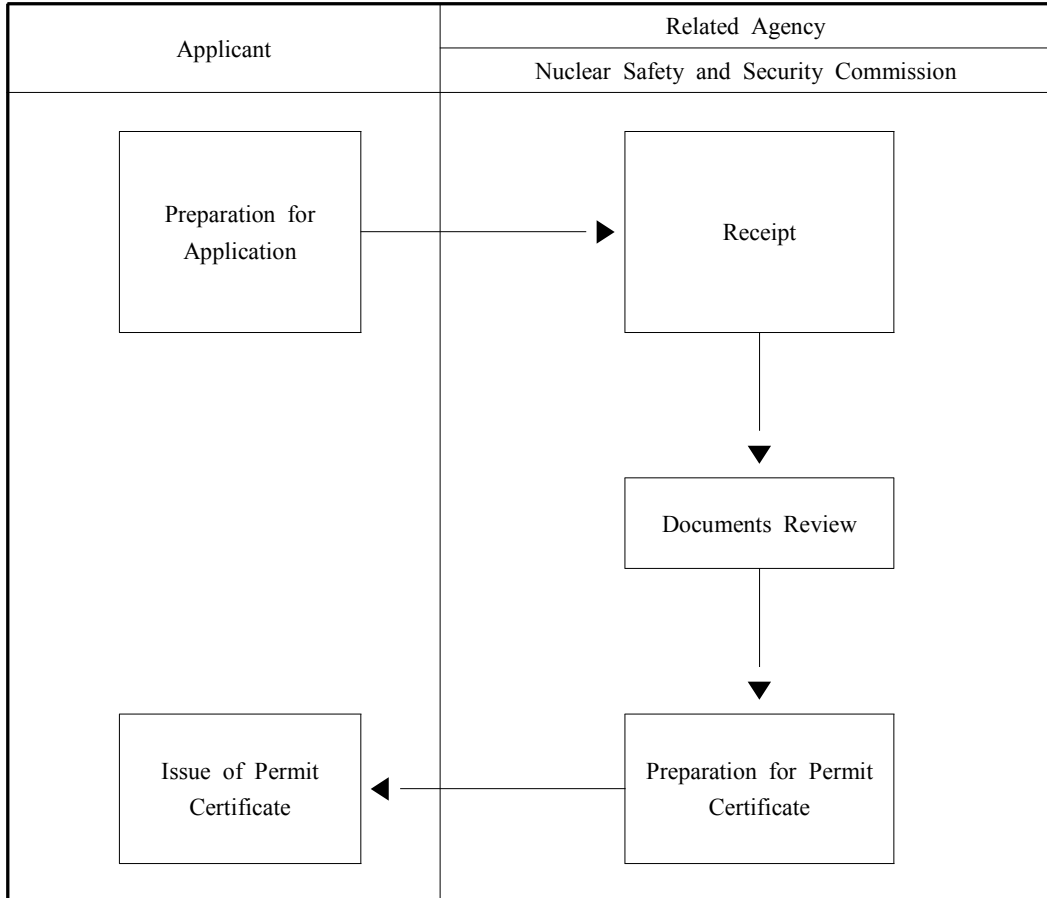 Applicant
Related Agency
Nuclear Safety and Security Commission
Preparation for
Application
Receipt
Documents Review
Issue of Permit
Certificate
Preparation for Permit
Certificate